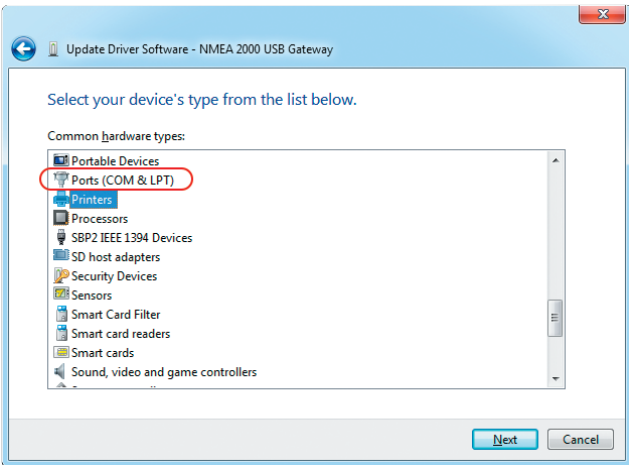 Update Driver Software - NMEA 2000 USB Gateway
Select your device's type from the list below.
Common hardware types:
Portable Devices
Ports (COM & LPT)
Printers
Processors
SBP2 IEEE 1394 Devices
SD host adapters
Security Devices
Sensors
Smart Card Filter
Smart card readers
Smart cards
Sound, video and game controllers
Next Cancel